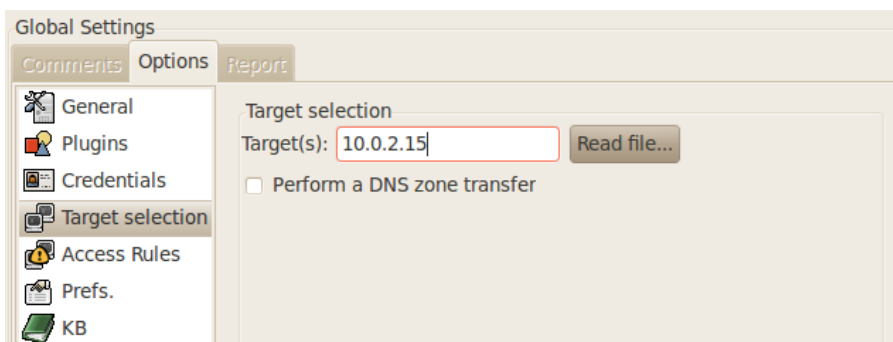 Global Settings
Comments Options Report
General
Plugins
Credentials
Target selection
Access Rules
Prefs.
KB
Target selection
Target(s): 10.0.2.15 Read file...
Perform a DNS zone transfer